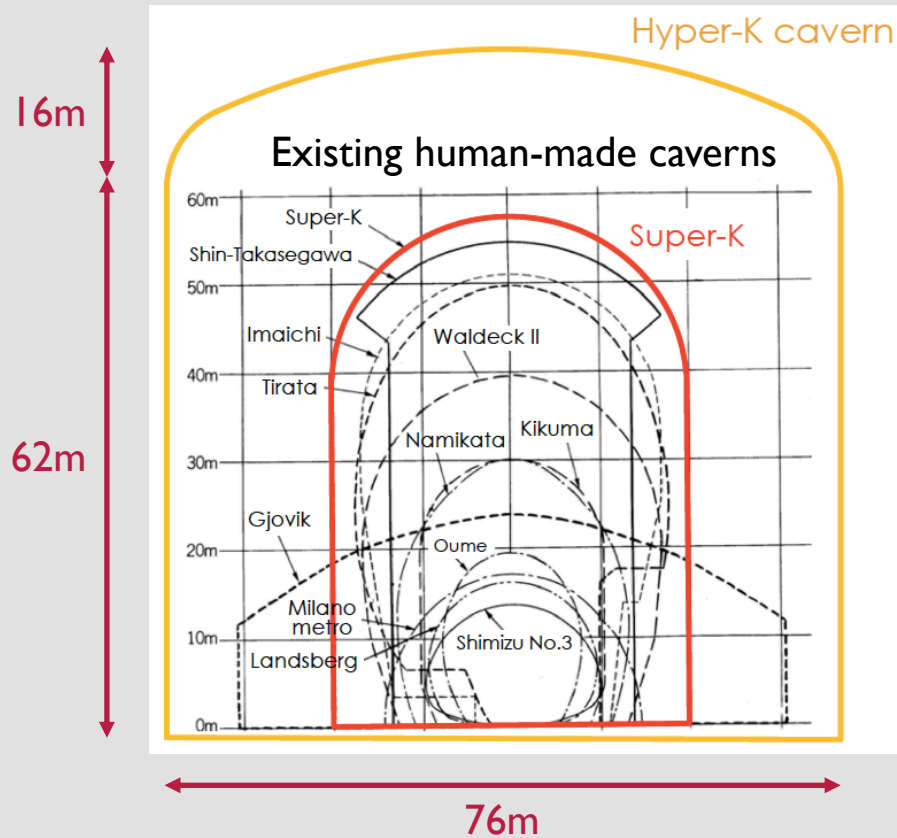 Hyper-K cavern
16m
Existing human-made caverns
60m
Super-K
Super-K
Shin-Takasegawa
50m
Imaichi
Waldeck II
40m
Tirata
62m
Kikuma
Namikata
30m
Gjovik
Oume
20m
Milano
metro
10m
Shimizu No.3
Landsberg
0m
76m